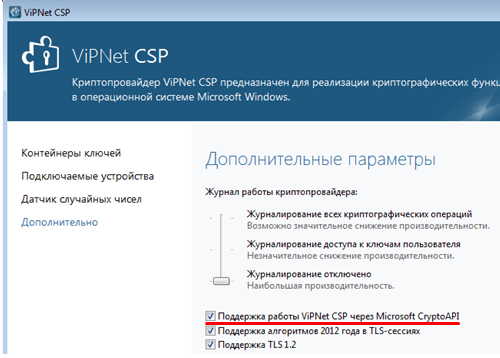 ViPNet CSP
ViPNet CSP
Криптопровайдер ViPNet CSP предназначен для реализации криптографических функ
в операционной системе Microsoft Windows.
Контейнеры ключей
Подключаемые устройства
Датчик случайных чисел
Дополнительно
Дополнительные параметры
Журнал работы криптопровайдера:
Журналирование всех криптографических операций
Возможно значительное снижение производительности.
Журналирование доступа к ключам пользователя
Незначительное снижение производительности.
Журналирование отключено
Наибольшая производительность.
Поддержка работы ViPNet CSP через Microsoft CryptoAPI
Поддержка алгоритмов 2012 года в TLS-сессиях
Поддержка TLS 1.2